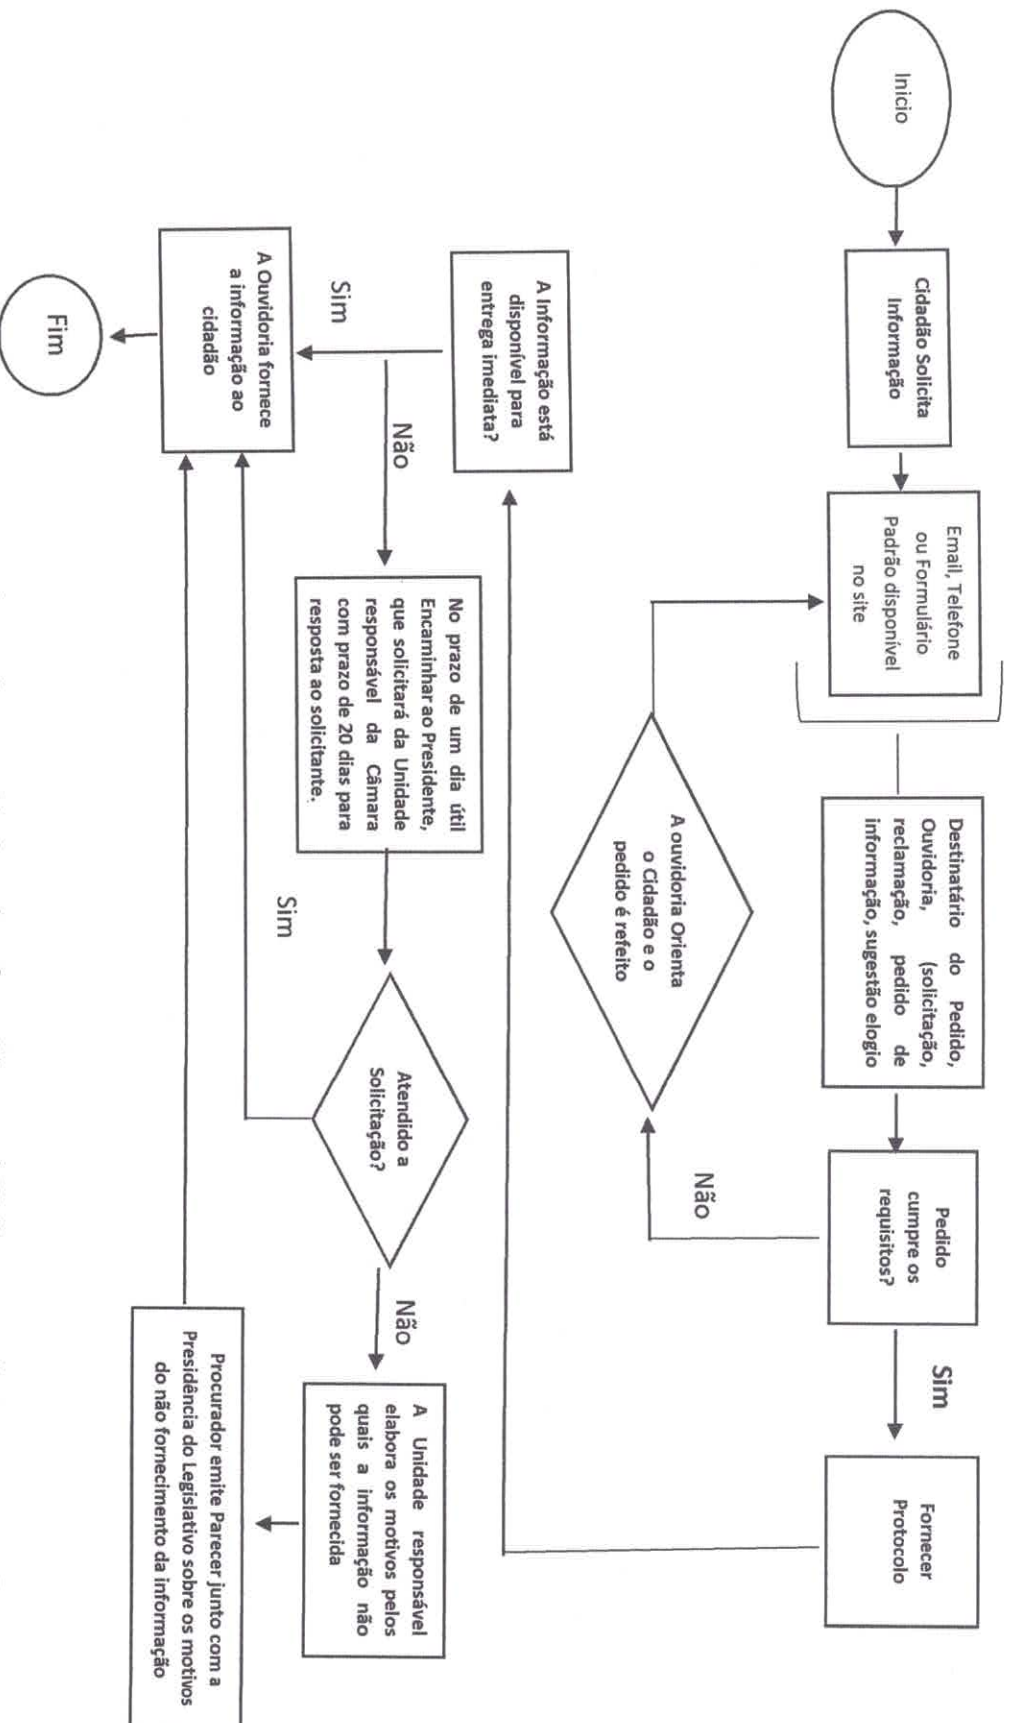 Inicio
Cidadão Solicita
Informação
Email, Telefone
ou Formulário
Padrão disponível
no site
Destinatário do Pedido,
Ouvidoria, (solicitação,
reclamação, pedido de
informação, sugestão elogio
Pedido
cumpre os
requisitos?
Sim
Fornecer
Protocolo
Não
A ouvidoria Orienta
o Cidadão e o
pedido é refeito
A Informação está
disponível para
entrega imediata?
Sim
Não
No prazo de um dia útil
Encaminhar ao Presidente,
que solicitará da Unidade
responsável da Câmara
com prazo de 20 dias para
resposta ao solicitante.
Atendido a
Solicitação?
Sim
Não
A Unidade responsável
elabora os motivos pelos
quais a informação não
pode ser fornecida
Procurador emite Parecer junto com a
Presidência do Legislativo sobre os motivos
do não fornecimento da informação
A Ouvidoria fornece
a informação ao
cidadão
Fim